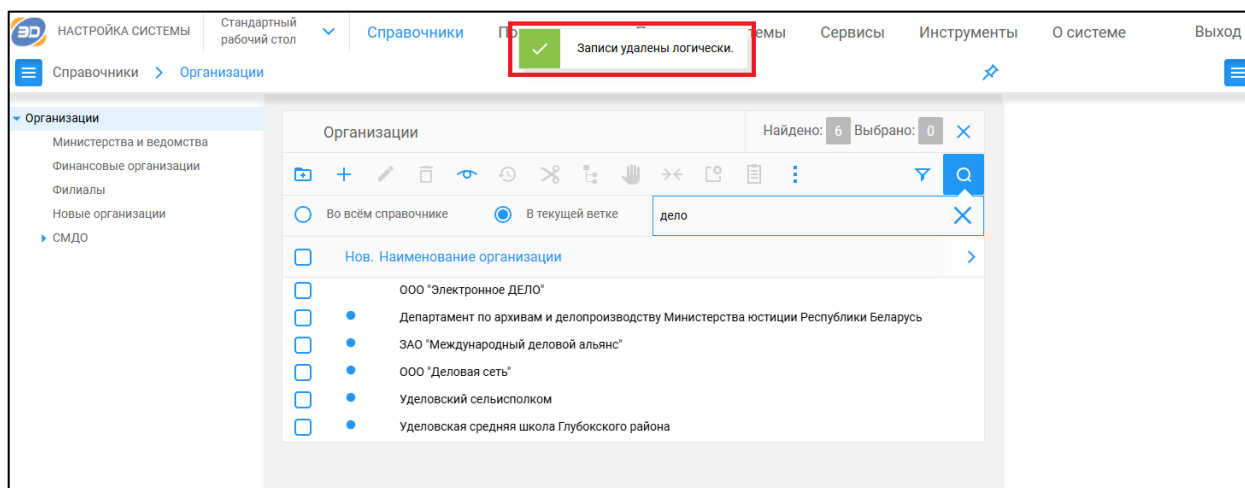 НАСТРОЙКА СИСТЕМЫ
Стандартный
рабочий стол
Справочники
Сервисы
Инструменты
О системе
Выход
Записи удалены логически.
Справочники > Организации
Организации
Министерства и ведомства
Финансовые организации
Филиалы
Новые организации
СМДО
Организации
Найдено: 6 Выбрано: 0
Во всём справочнике
В текущей ветке
дело
Нов. Наименование организации
ООО "Электронное ДЕЛО"
Департамент по архивам и делопроизводству Министерства юстиции Республики Беларусь
ЗАО "Международный деловой альянс"
ООО "Деловая сеть"
Уделовский сельисполком
Уделовская средняя школа Глубокского района